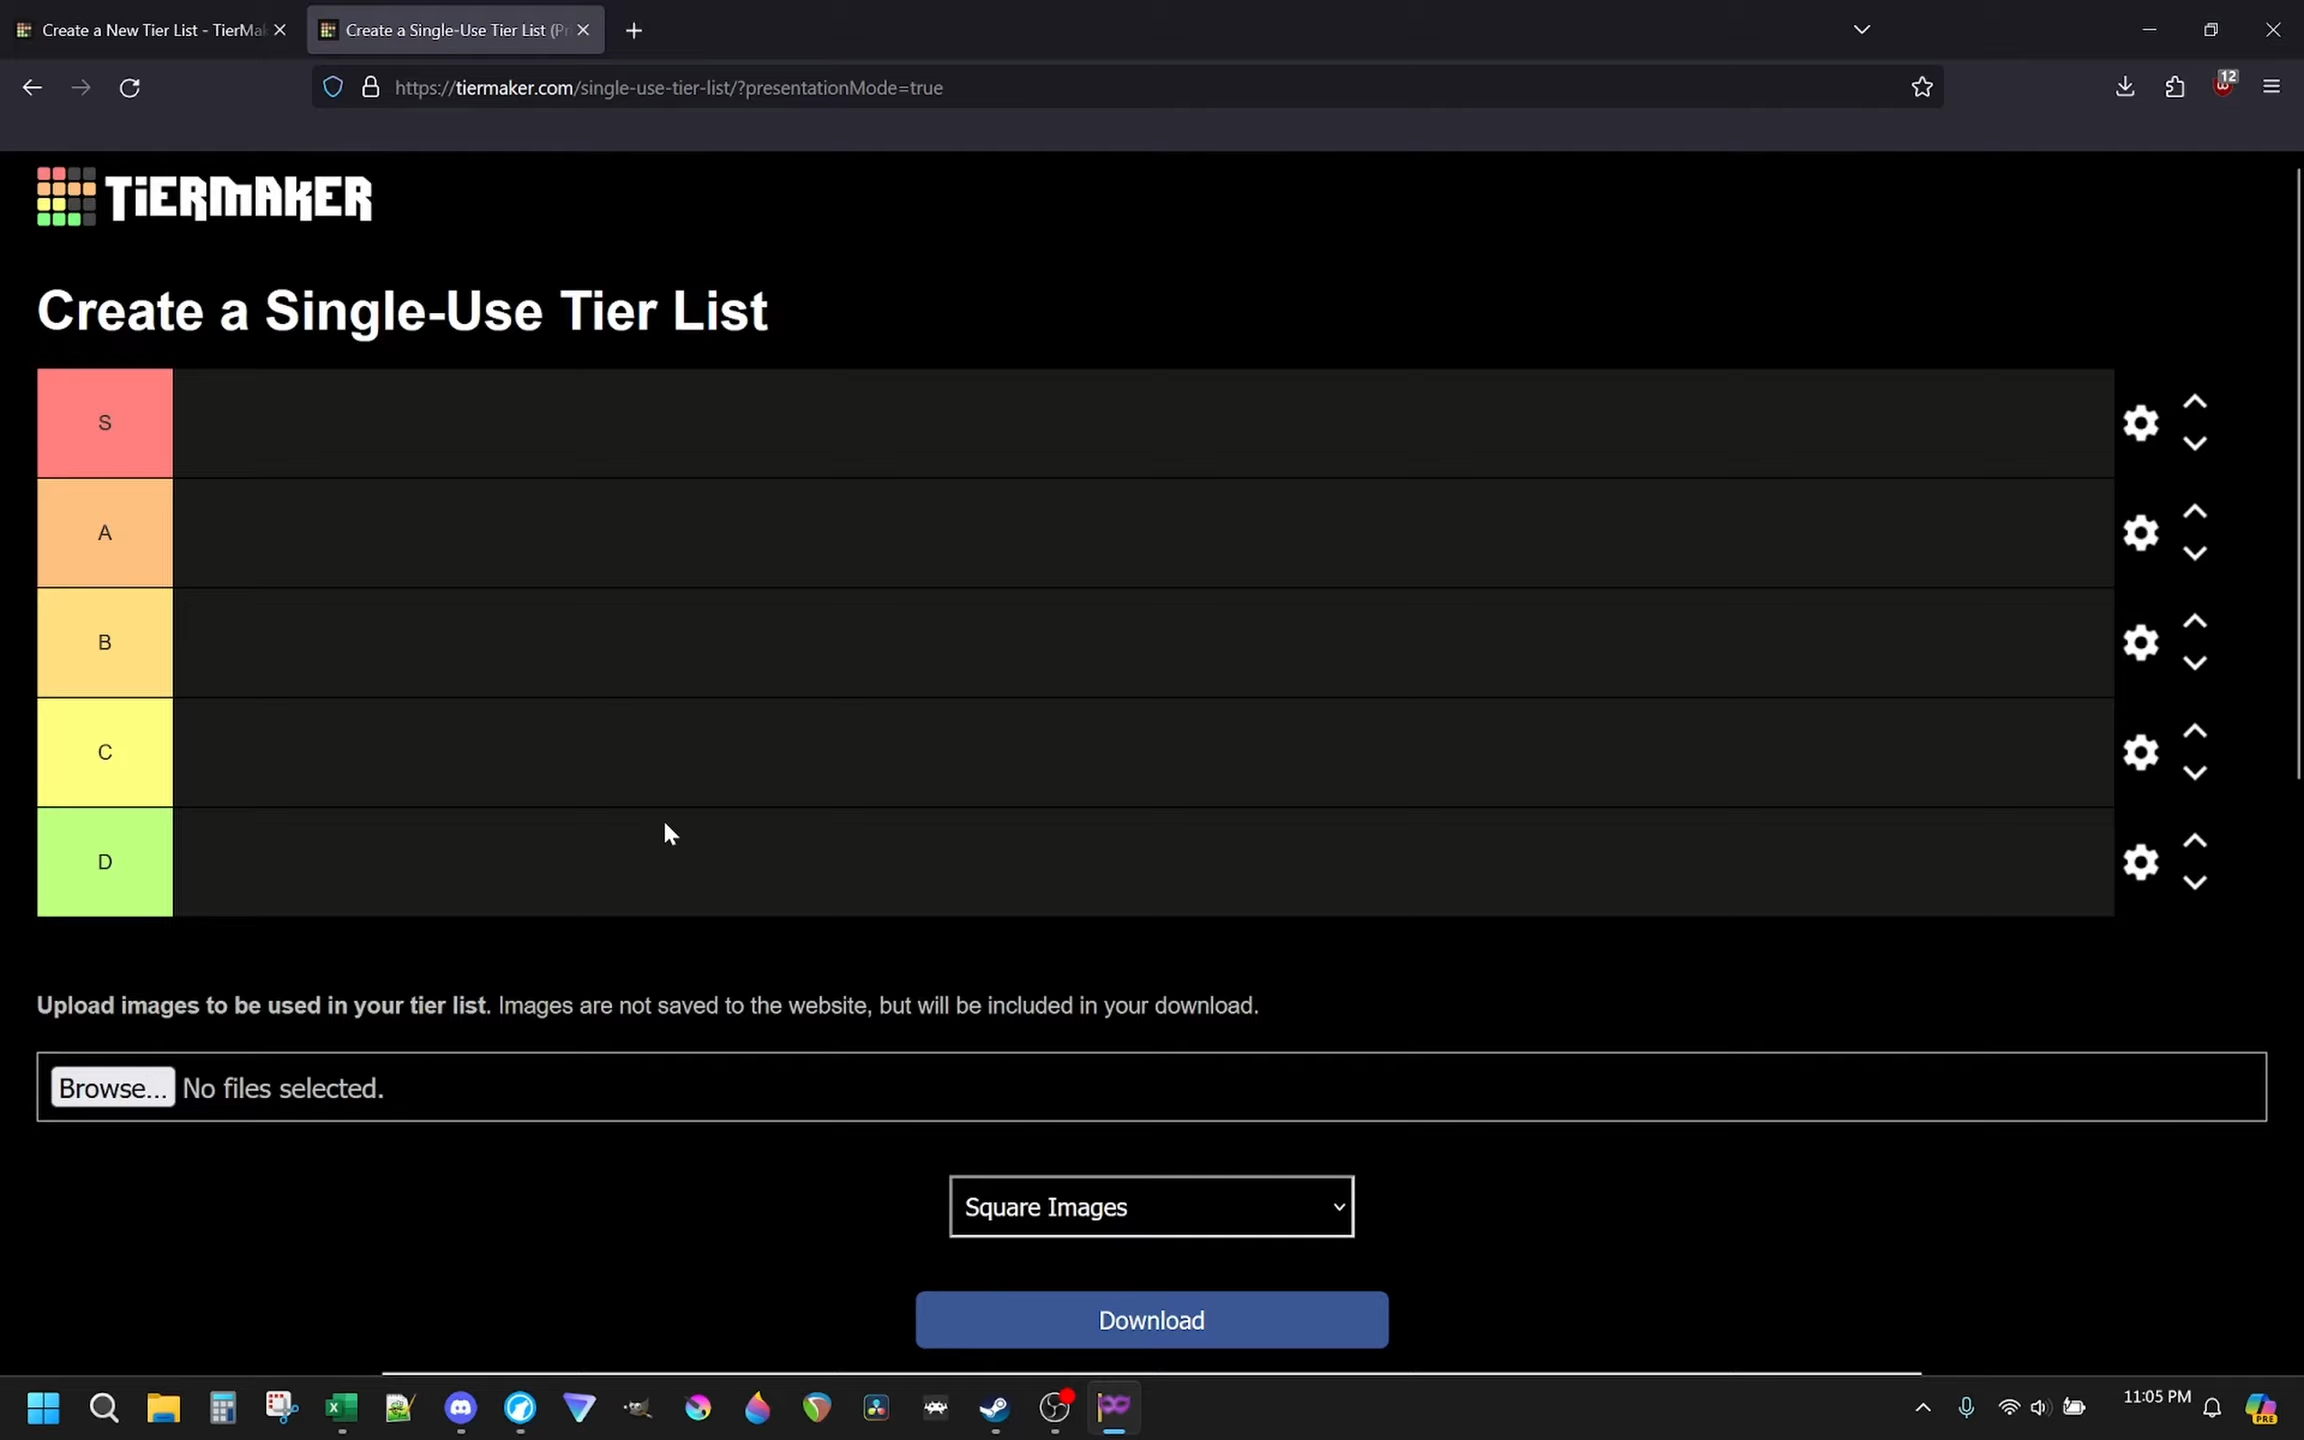 Create a New Tier List - TierMa
Create a Single-Use Tier List (Pr
https://tiermaker.com/single-use-tier-list/?presentationMode=true
12
TiERMAKER
Create a Single-Use Tier List
S
A
B
C
D
Upload images to be used in your tier list. Images are not saved to the website, but will be included in your download.
Browse... No files selected.
Square Images
Download
11:05 PM
PRE